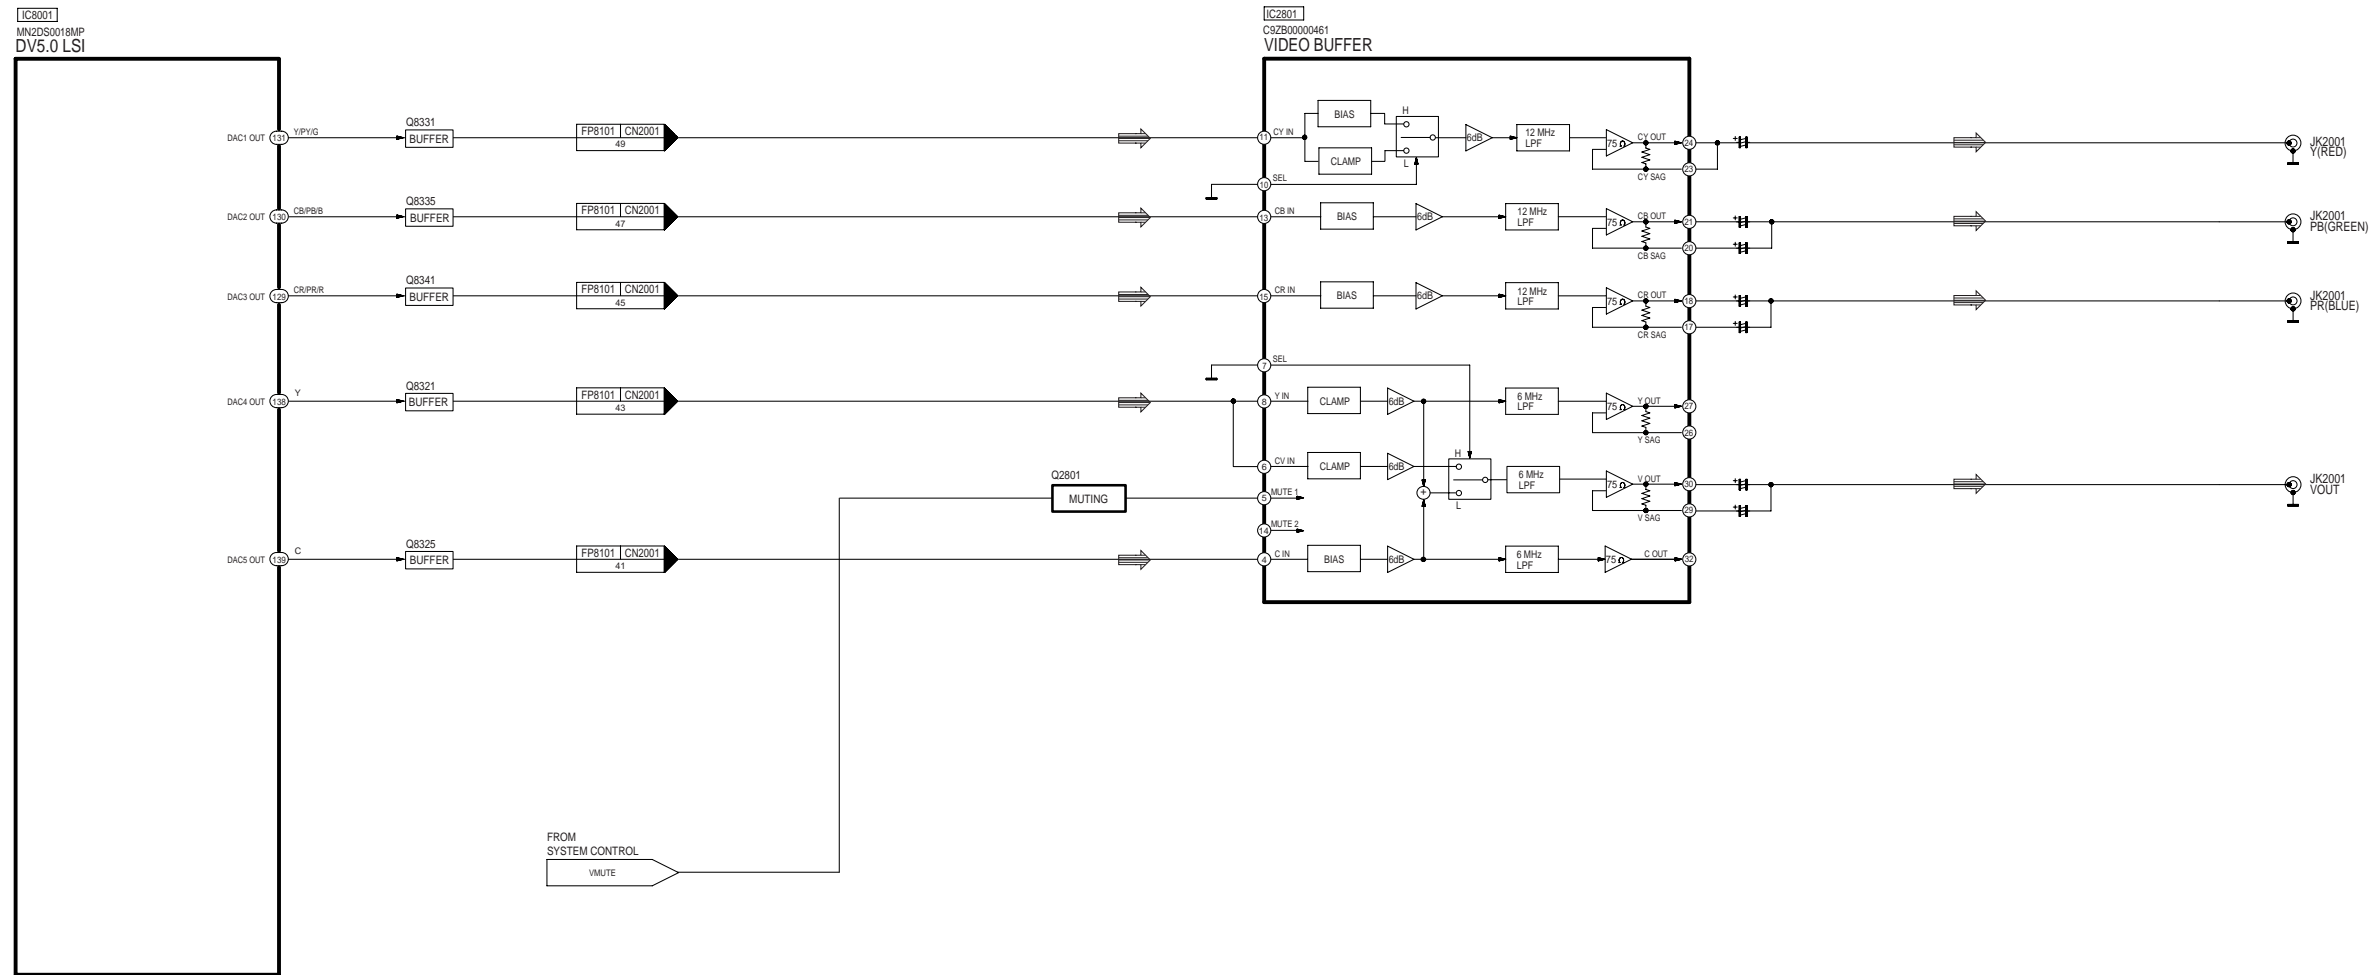 IC8001
MN2DS0018MP
DV5.0 LSI
IC2801
C9ZB00000461
VIDEO BUFFER
DAC1 OUT 131 Y/PY/G
Q8331
BUFFER
FP8101 CN2001
49
11 CY IN
BIAS
CLAMP
H
L
6dB
12 MHz
LPF
75Ω
CY OUT
24
23
CY SAG
JK2001
Y(RED)
10 SEL
DAC2 OUT 130 CB/PB/B
Q8335
BUFFER
FP8101 CN2001
47
13 CB IN
BIAS
6dB
12 MHz
LPF
75Ω
CB OUT
21
20
CB SAG
JK2001
PB(GREEN)
DAC3 OUT 129 CR/PR/R
Q8341
BUFFER
FP8101 CN2001
45
15 CR IN
BIAS
6dB
12 MHz
LPF
75Ω
CR OUT
18
17
CR SAG
JK2001
PR(BLUE)
7 SEL
DAC4 OUT 138 Y
Q8321
BUFFER
FP8101 CN2001
43
8 Y IN
CLAMP
6dB
6 MHz
LPF
75Ω
Y OUT
27
26
Y SAG
6 CV IN
CLAMP
6dB
H
L
+
6 MHz
LPF
75Ω
V OUT
30
29
V SAG
JK2001
VOUT
Q2801
MUTING
5 MUTE 1
14 MUTE 2
DAC5 OUT 139 C
Q8325
BUFFER
FP8101 CN2001
41
4 C IN
BIAS
6dB
6 MHz
LPF
75Ω
C OUT
32
FROM
SYSTEM CONTROL
VMUTE